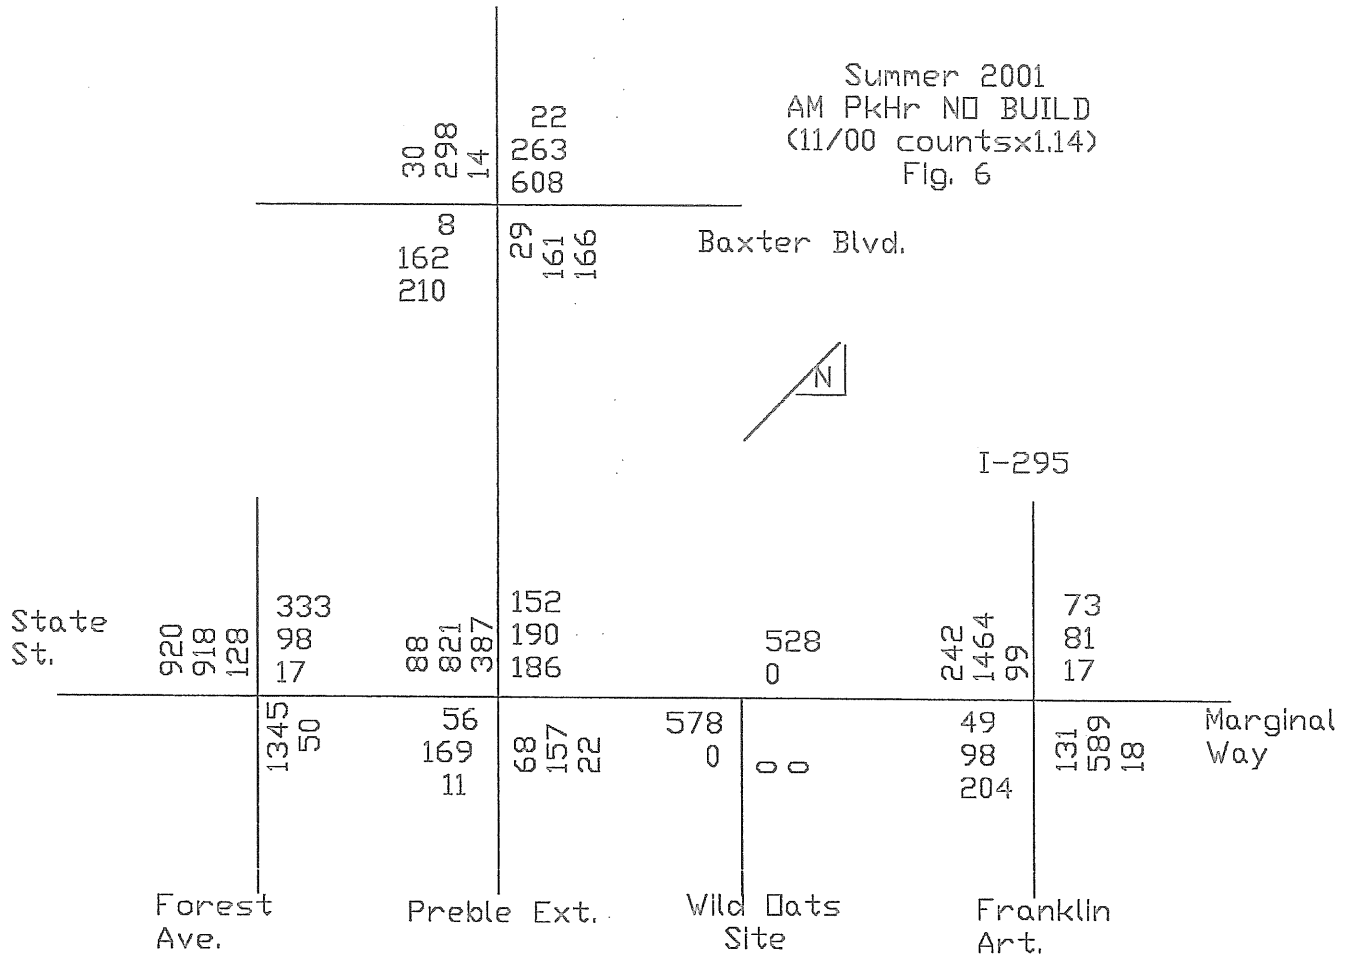 Summer 2001
AM PkHr NO BUILD
(11/00 countsx1.14)
Fig. 6
30
298
14
22
263
608
8
162
210
29
161
166
Baxter Blvd.
N
I-295
State
St.
920
918
128
333
98
17
88
821
387
152
190
186
528
0
242
1464
99
73
81
17
1345
50
56
169
11
68
157
22
578
0
0
0
49
98
204
131
589
18
Marginal
Way
Forest
Ave.
Preble Ext.
Wild Oats
Site
Franklin
Art.